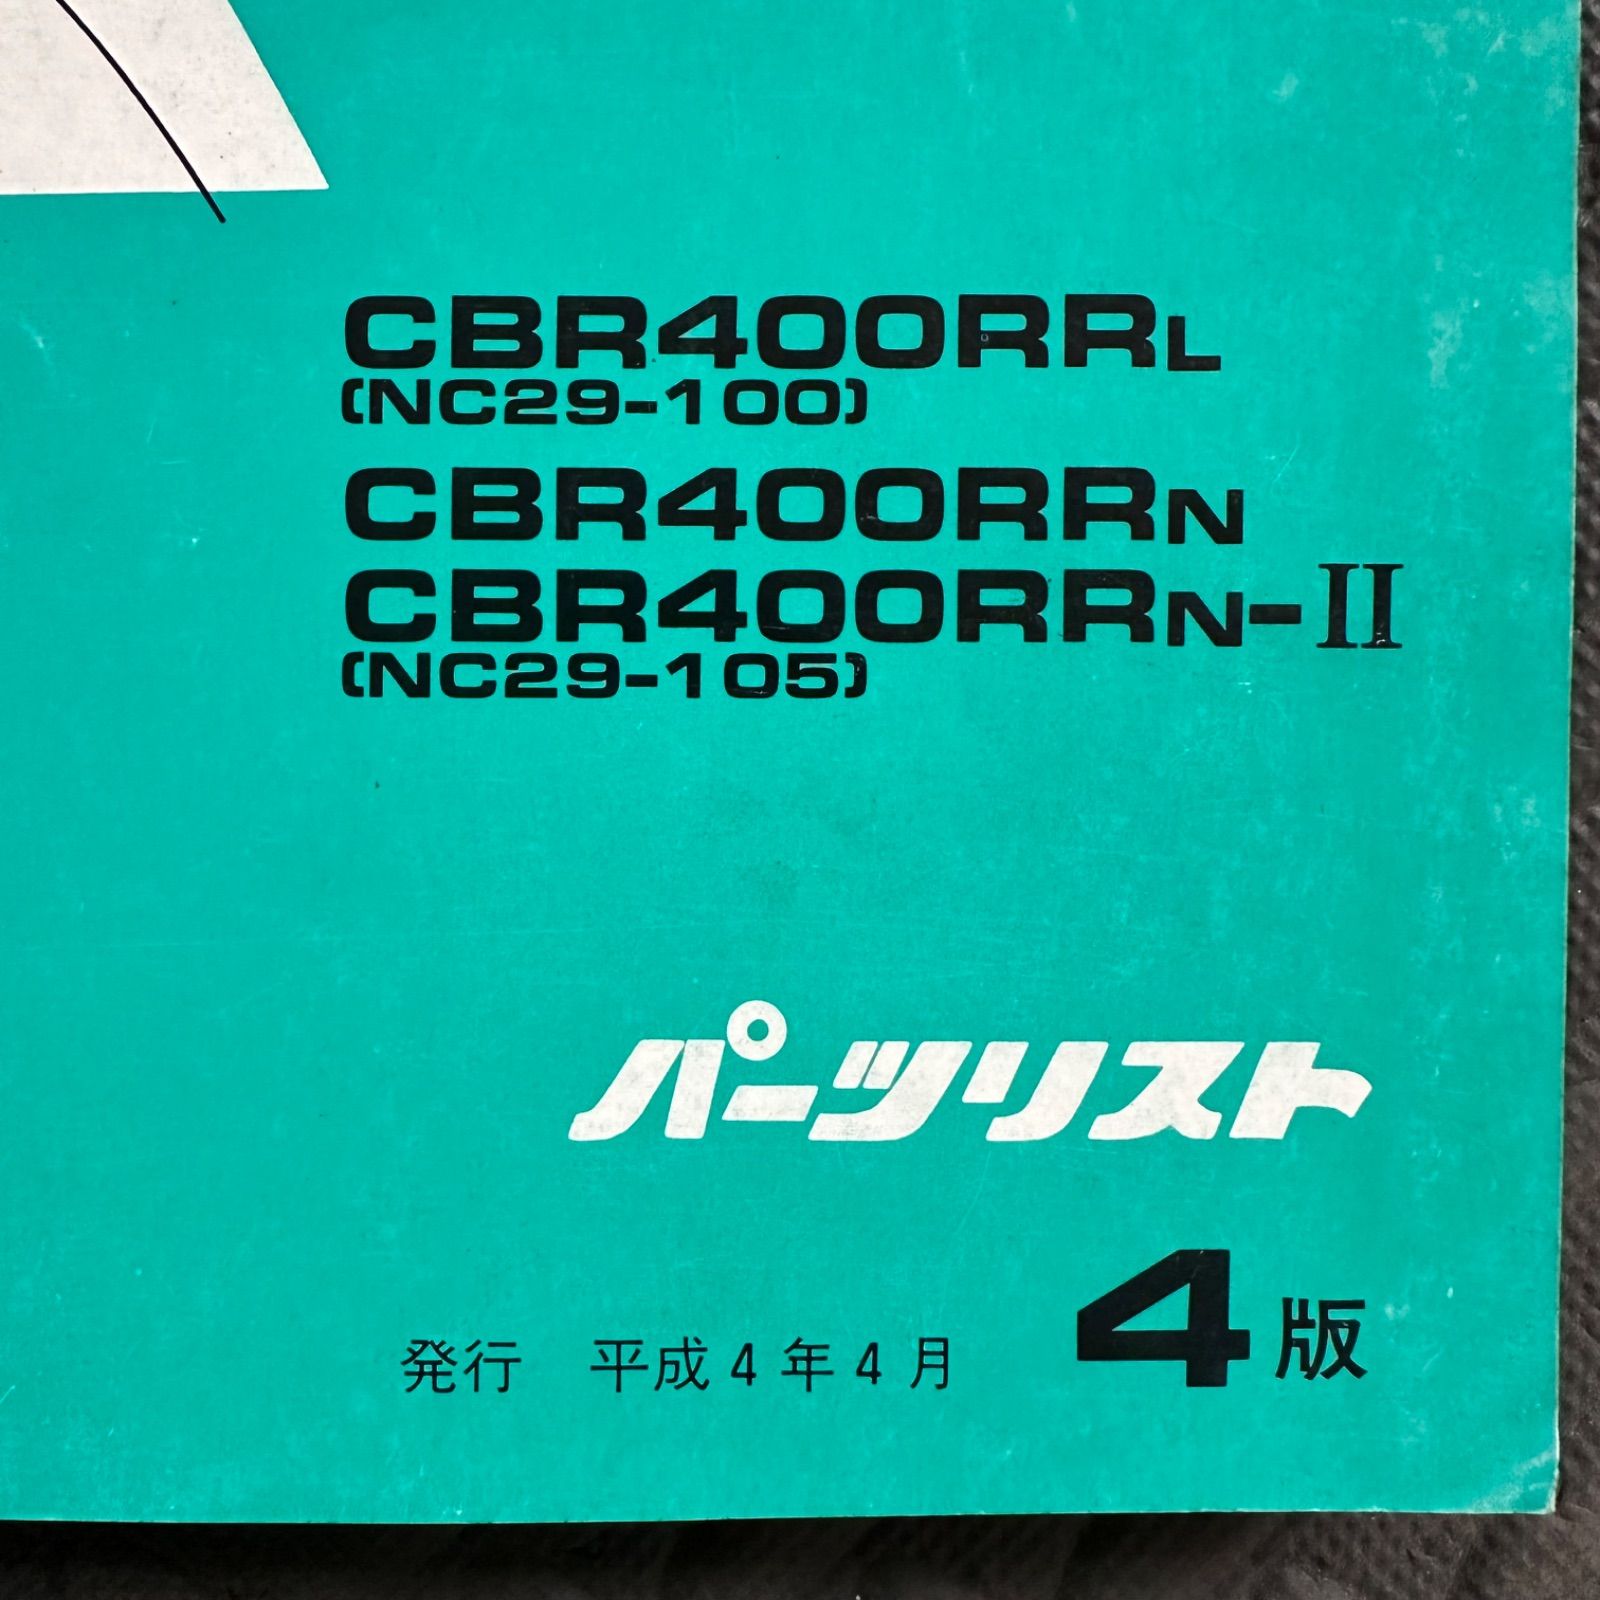 CBR400RRL
(NC29-100)
CBR400RRN
CBR400RRN-II
(NC29-105)
パーツリスト
発行 平成4年4月 4版